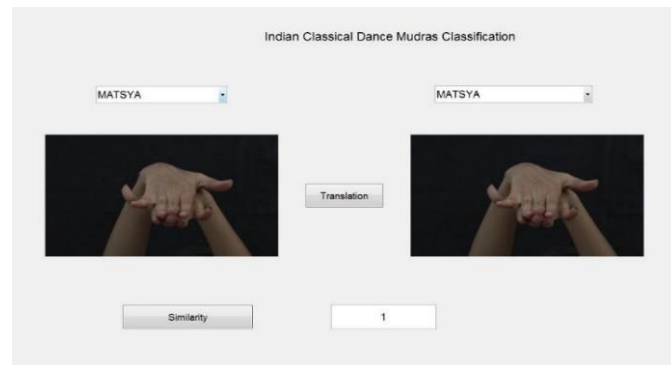 Indian Classical Dance Mudras Classification
MATSYA
MATSYA
Translation
Similarity
1